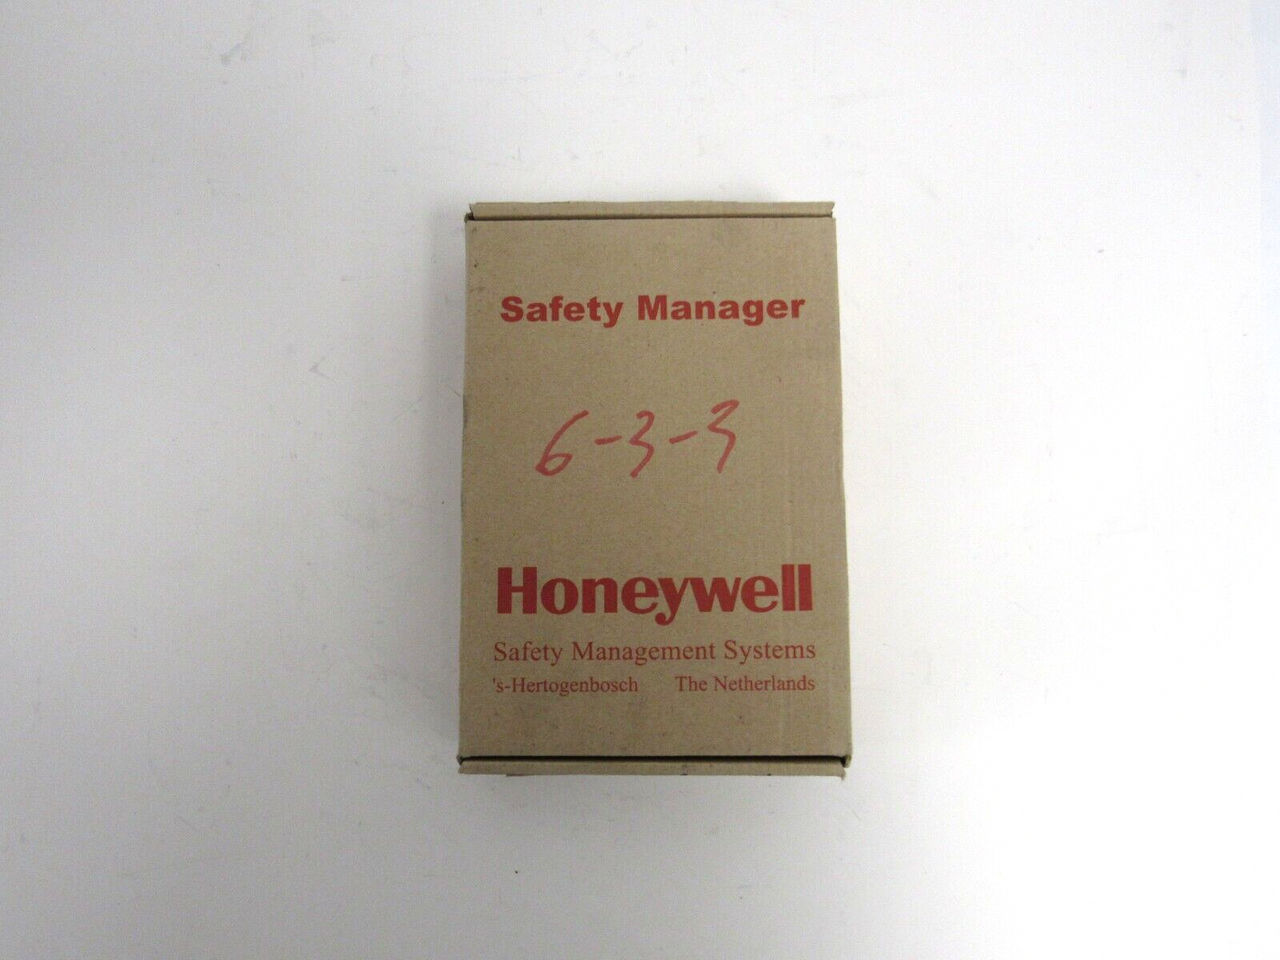 Safety Manager
6-3-3
Honeywell
Safety Management Systems
's-Hertogenbosch The Netherlands